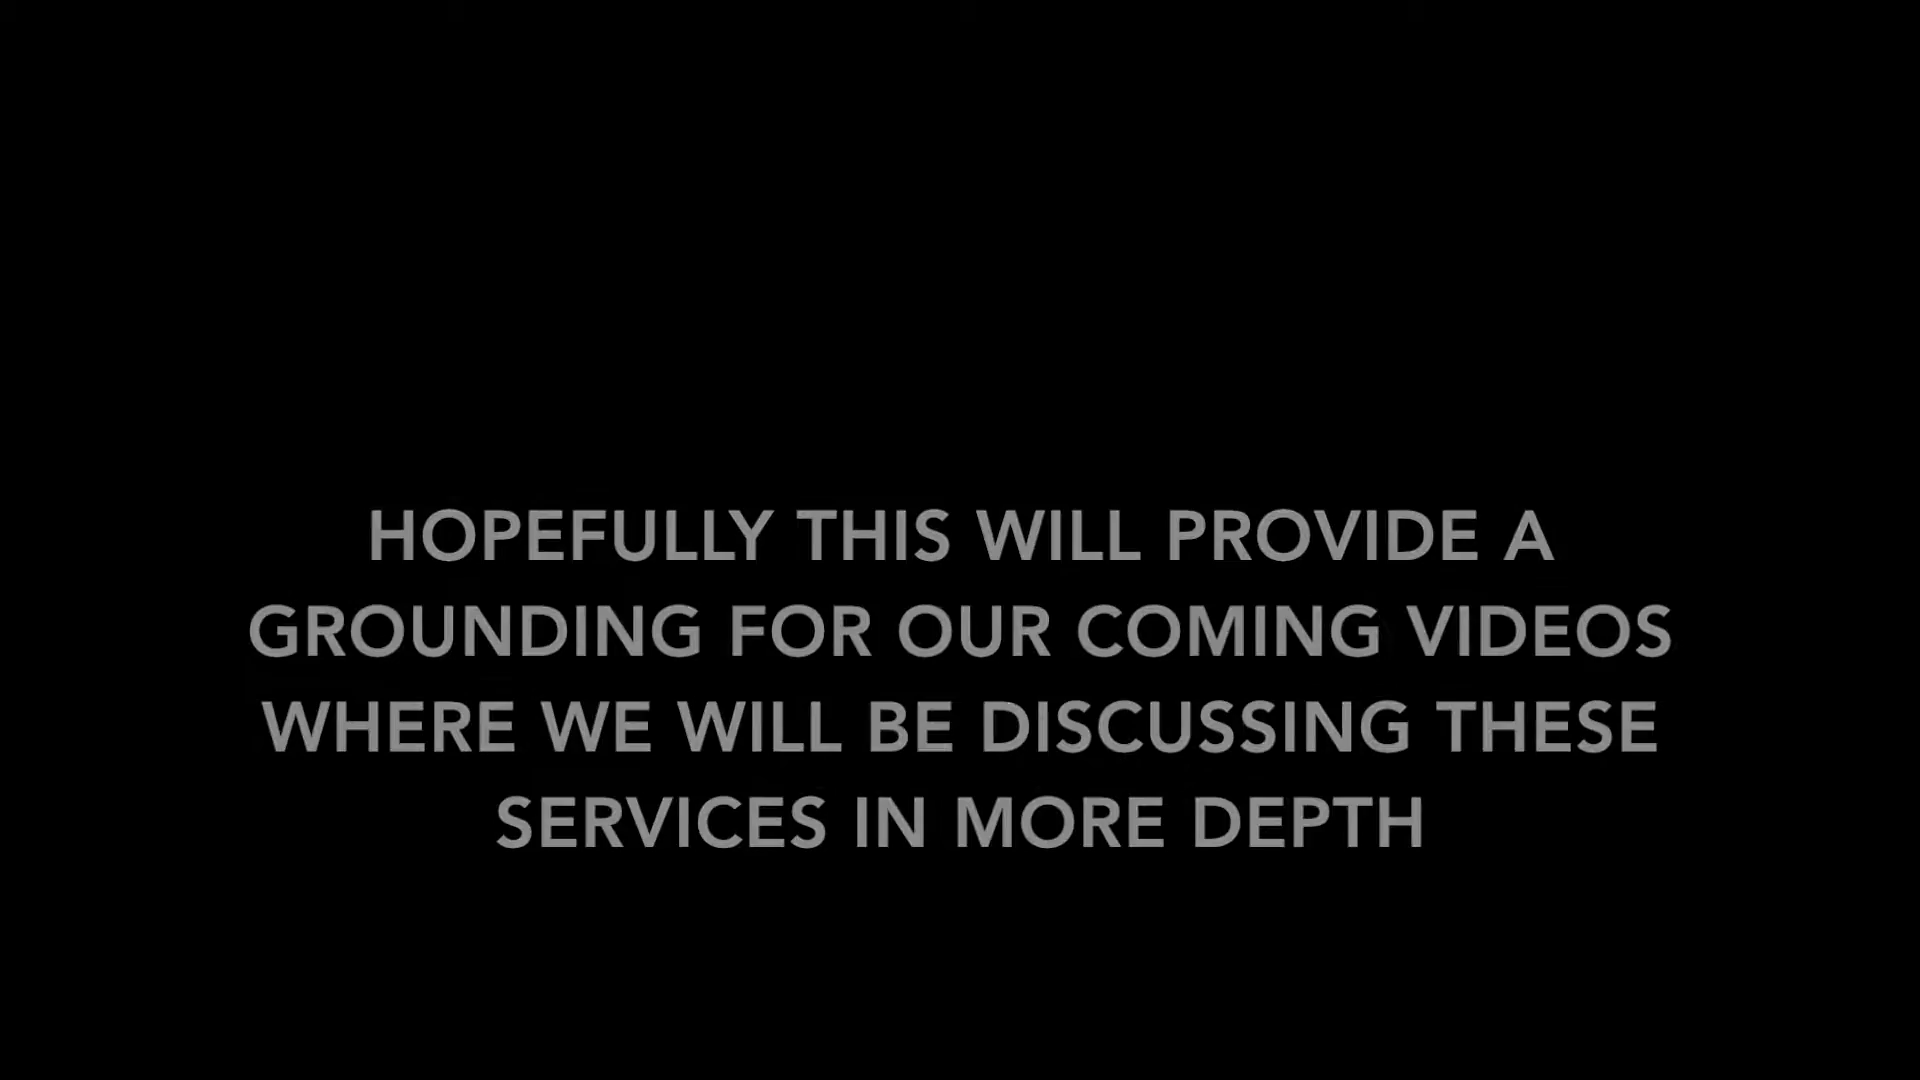 HOPEFULLY THIS WILL PROVIDE A
GROUNDING FOR OUR COMING VIDEOS
WHERE WE WILL BE DISCUSSING THESE
SERVICES IN MORE DEPTH